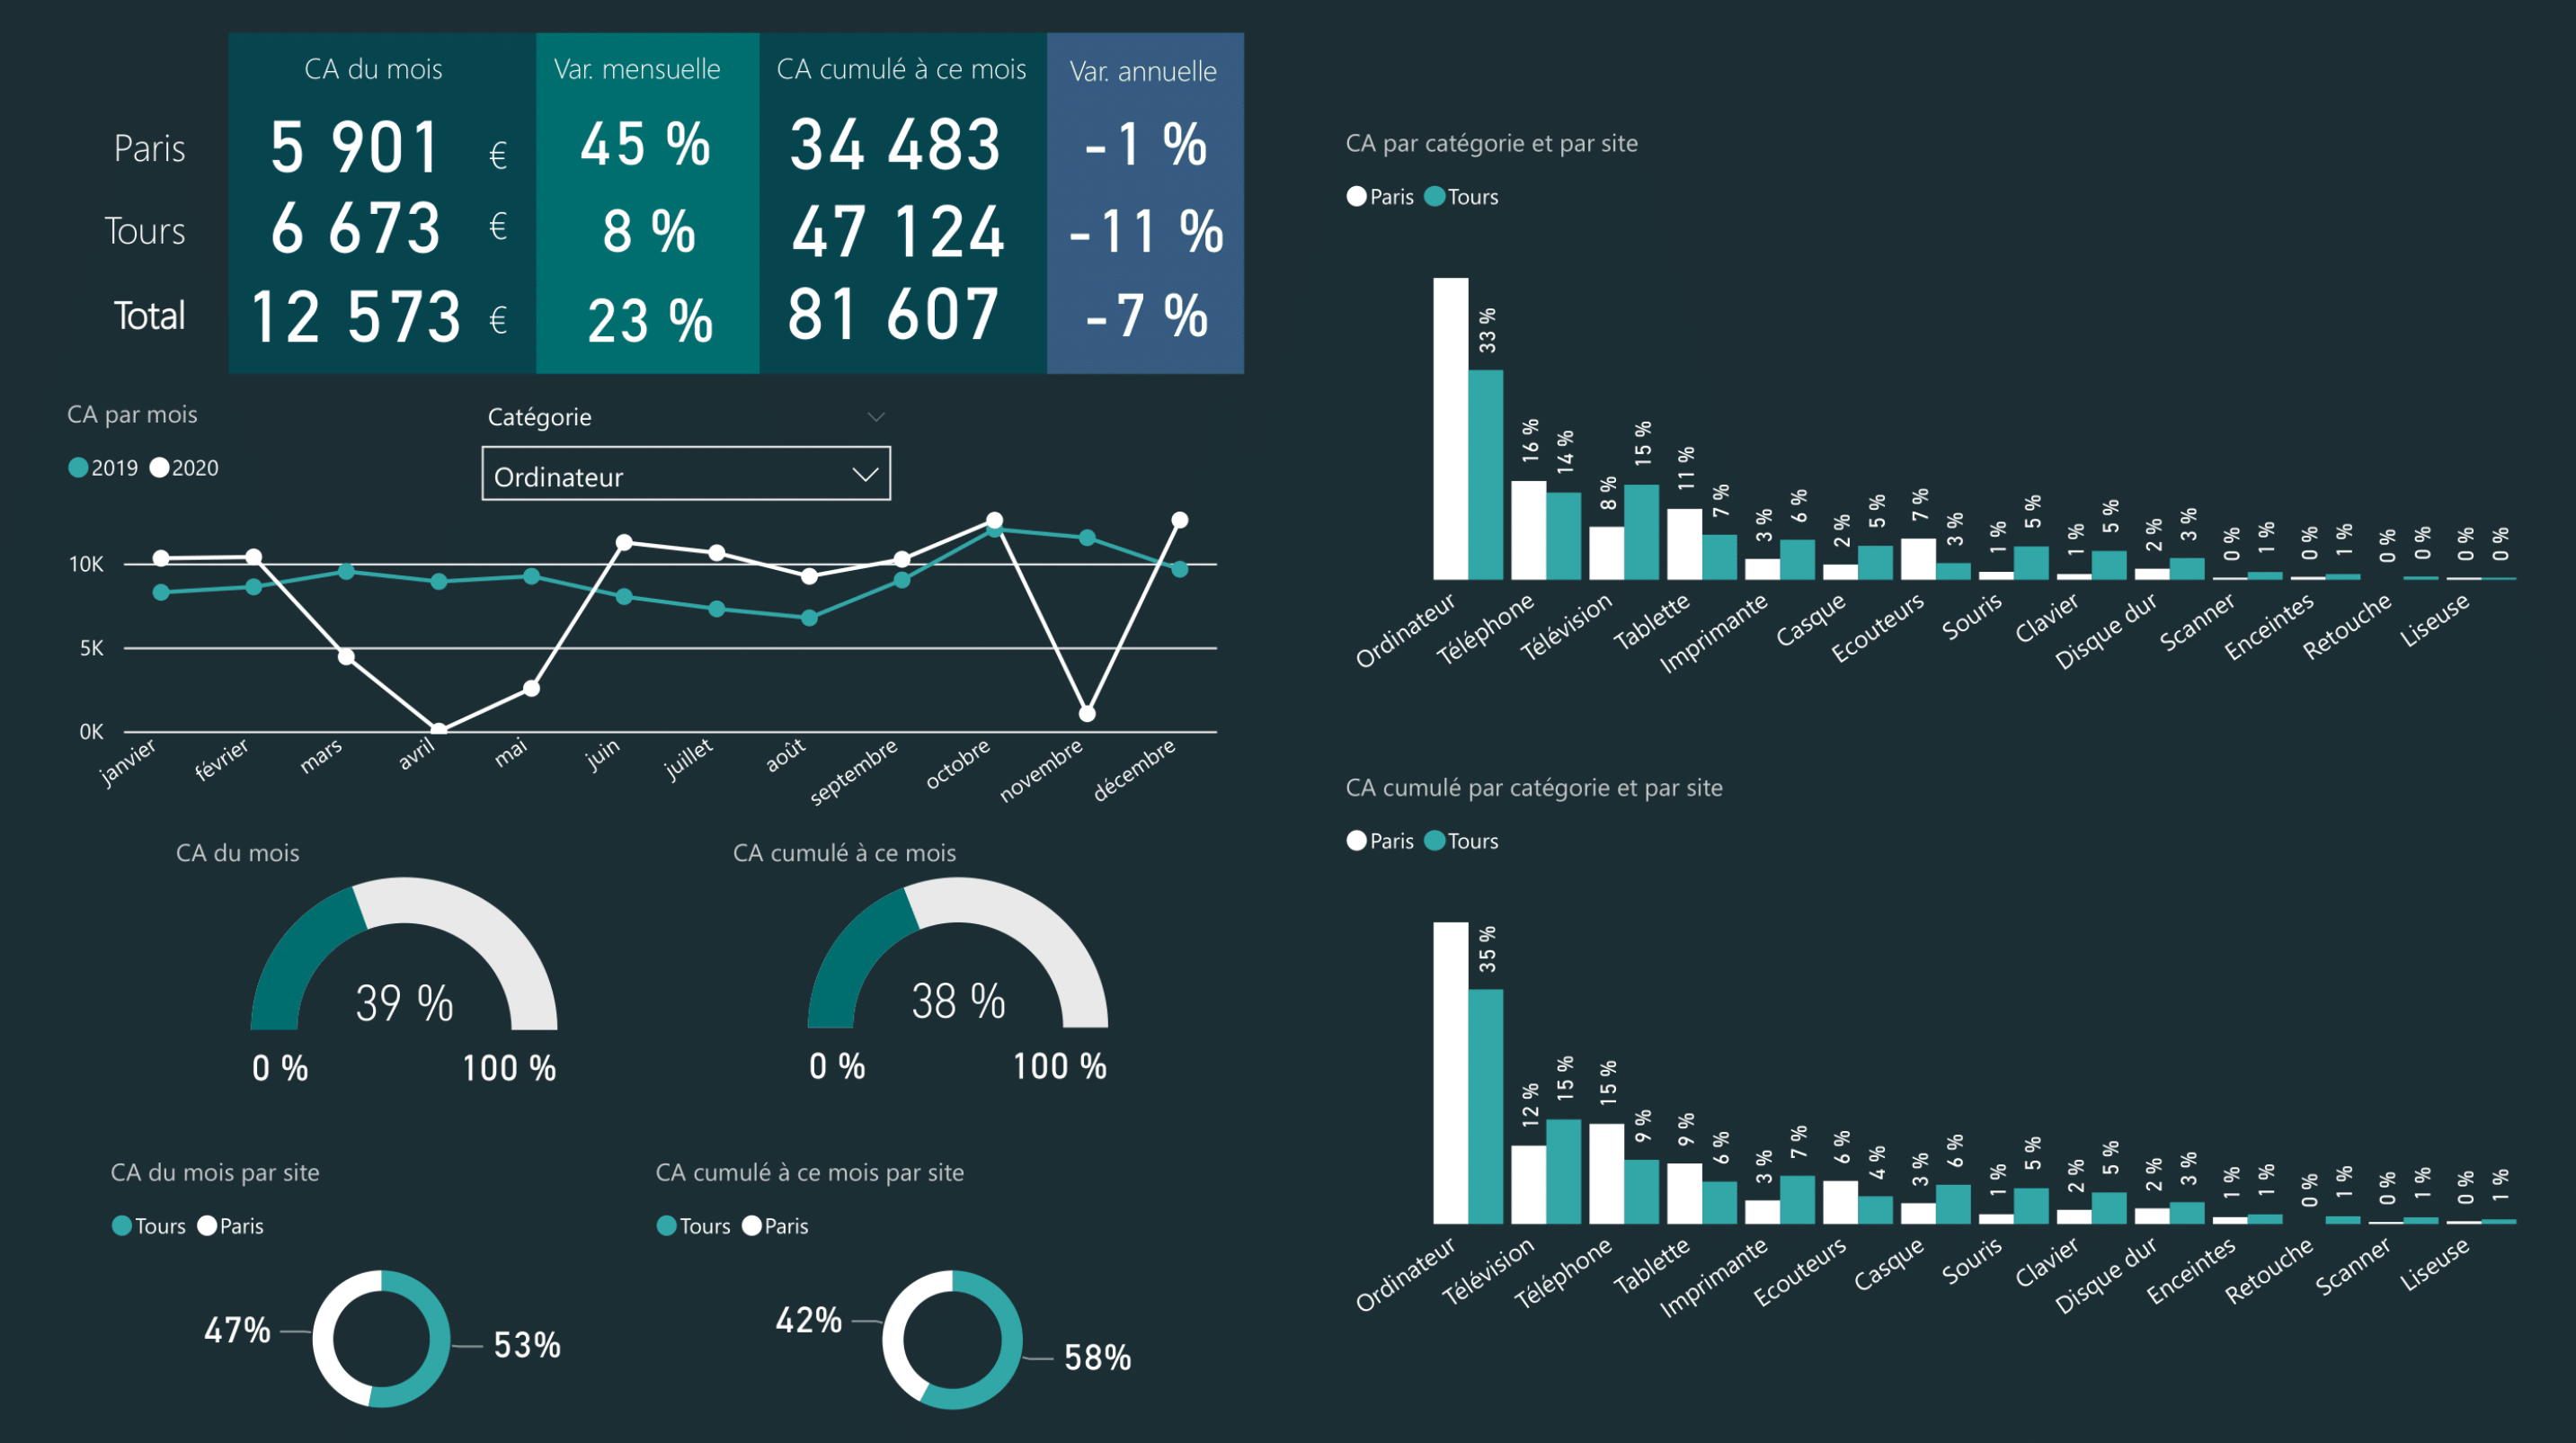 CA du mois Var. mensuelle CA cumulé à ce mois Var. annuelle
Paris 5 901 € 45 % 34 483 -1 %
Tours 6 673 € 8 % 47 124 -11 %
Total 12 573 € 23 % 81 607 -7 %
CA par mois
2019 2020
Catégorie
Ordinateur
10K
5K
0K
janvier février mars avril mai juin juillet août septembre octobre novembre décembre
CA du mois
39 %
0 % 100 %
CA cumulé à ce mois
38 %
0 % 100 %
CA du mois par site
Tours Paris
47% 53%
CA cumulé à ce mois par site
Tours Paris
42% 58%
CA par catégorie et par site
Paris Tours
33 % 16 % 14 % 8 % 15 % 11 % 7 % 3 % 6 % 2 % 5 % 7 % 3 % 1 % 5 % 1 % 5 % 2 % 3 % 0 % 1 % 0 % 1 % 0 % 0 % 0 % 0 %
Ordinateur Téléphone Télévision Tablette Imprimante Casque Ecouteurs Souris Clavier Disque dur Scanner Enceintes Retouche Liseuse
CA cumulé par catégorie et par site
Paris Tours
35 % 12 % 15 % 15 % 9 % 9 % 6 % 3 % 7 % 6 % 4 % 3 % 6 % 1 % 5 % 2 % 5 % 2 % 3 % 1 % 1 % 0 % 1 % 0 % 1 % 0 % 1 %
Ordinateur Télévision Téléphone Tablette Imprimante Ecouteurs Casque Souris Clavier Disque dur Enceintes Retouche Scanner Liseuse